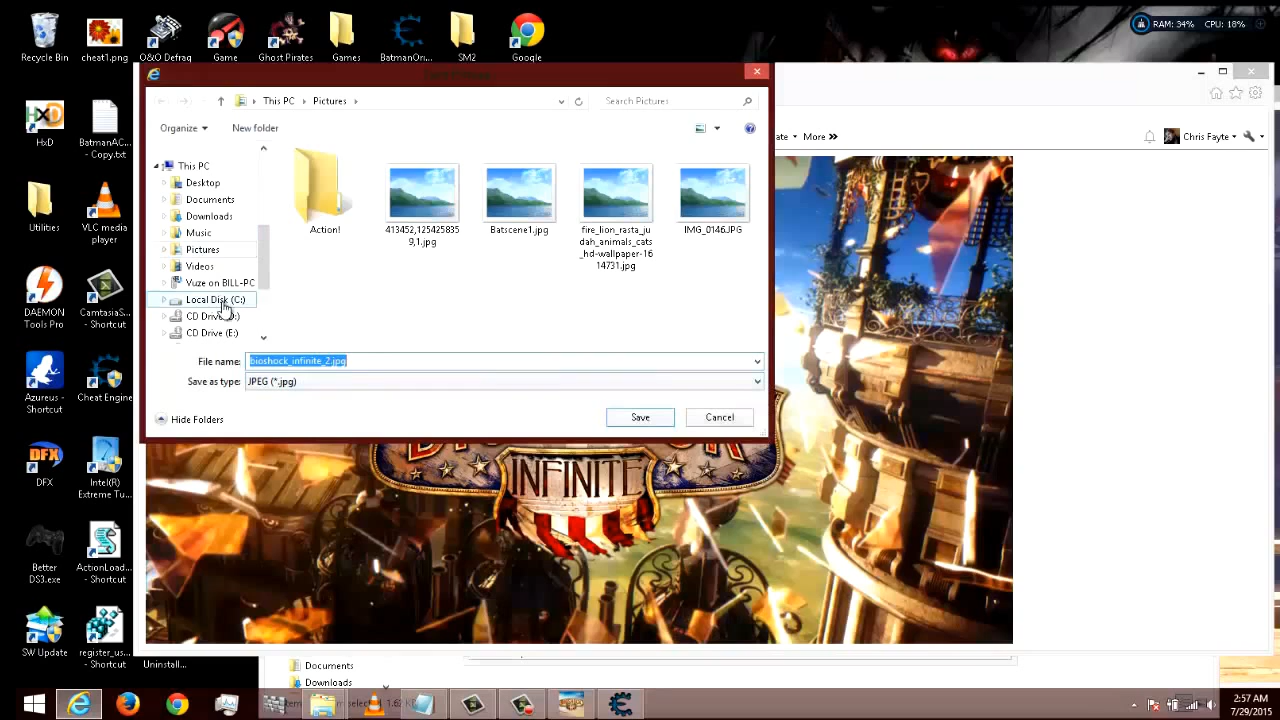 RAM: 34% CPU: 18%
Recycle Bin
cheat1.png
O&O Defrag
Game
Ghost Pirates
Games
BatmanOri...
SM2
Google
This PC
Pictures
Search Pictures
Organize
New folder
More
Chris Fayte
HxD
BatmanAC...
- Copy.txt
This PC
Desktop
Documents
Downloads
Music
Pictures
Videos
Vuze on BILL-PC
Local Disk (C:)
CD Drive
CD Drive (E:)
Action!
413452,125425835
9,1.jpg
Batscene1.jpg
fire_lion_rasta_ju
dah_animals_cats
_hd-wallpaper-16
14731.jpg
IMG_0146.JPG
Utilities
VLC media
player
DAEMON
Tools Pro
CamtasiaS...
- Shortcut
File name:
bioshock_infinite_2.jpg
Save as type:
JPEG (*.jpg)
Hide Folders
Save
Cancel
Azureus -
Shortcut
Cheat Engine
INFINITE
DFX
DFX
Intel(R)
Extreme Tu...
Better
DS3.exe
ActionLoad...
- Shortcut
SW Update
register_us...
- Shortcut
Uninstall...
Documents
Downloads
2:57 AM
7/29/2015